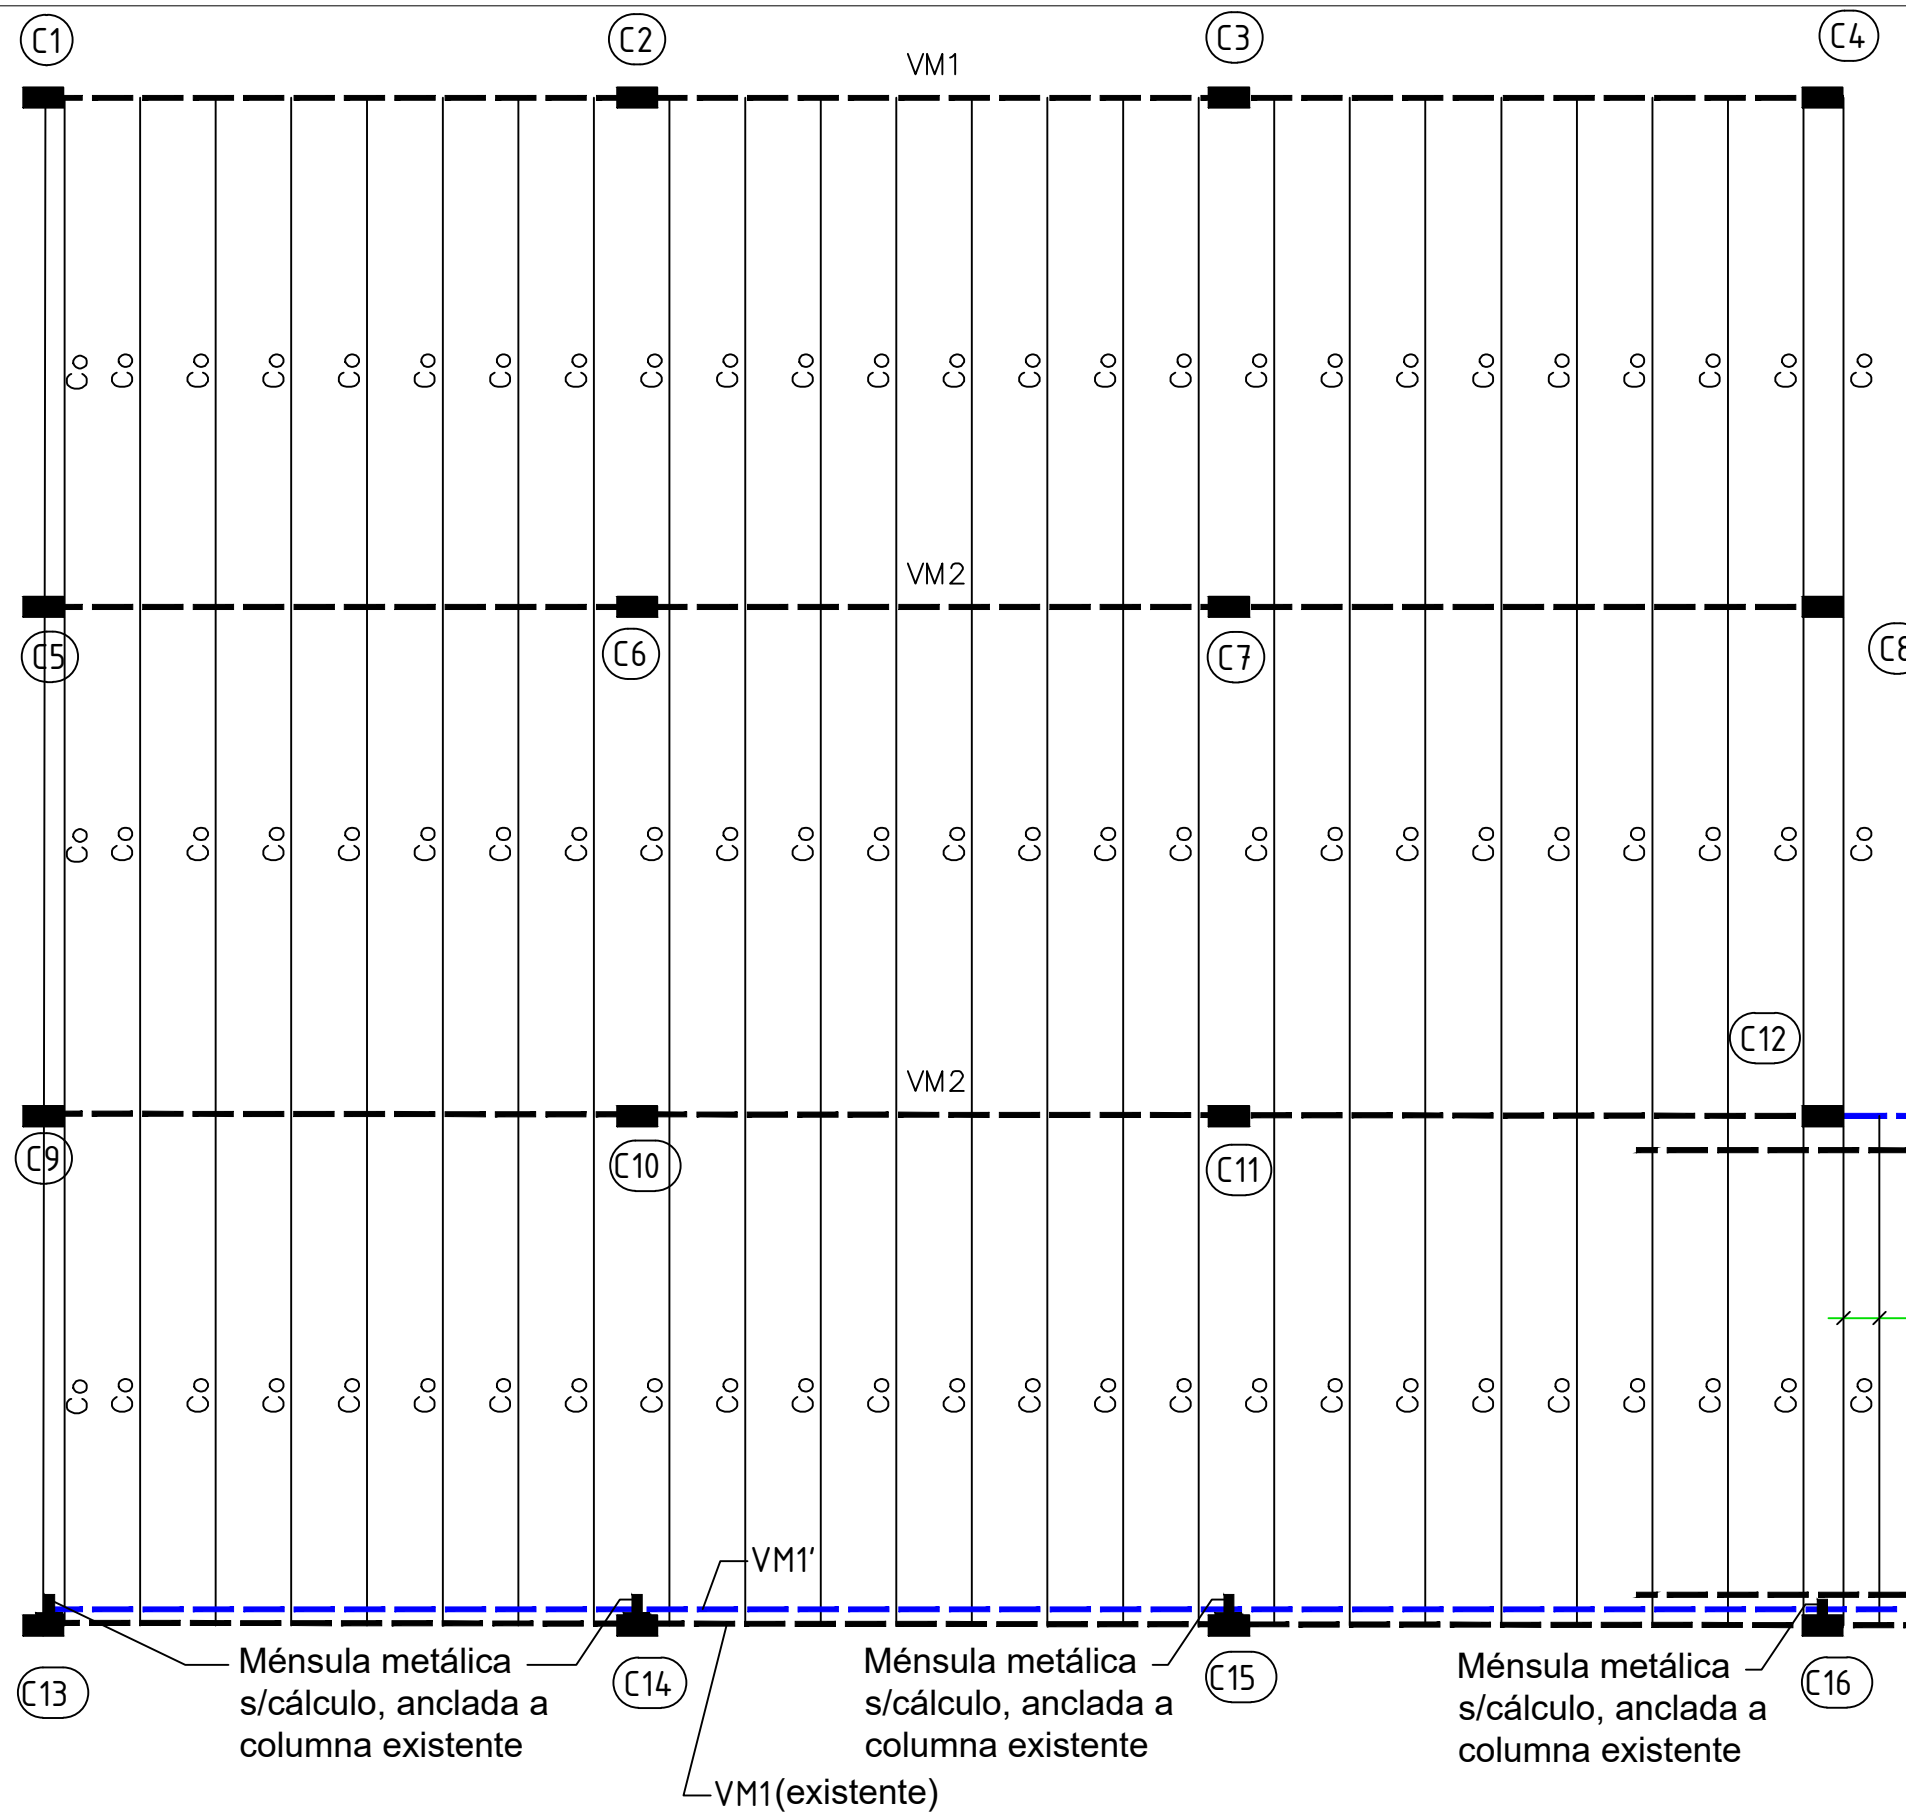 C1
C2
C3
C4
VM1
Co Co Co Co Co Co Co Co Co Co Co Co Co Co Co Co Co Co Co Co Co Co Co Co Co
VM2
C5
C6
C7
C8
Co Co Co Co Co Co Co Co Co Co Co Co Co Co Co Co Co Co Co Co Co Co Co Co Co
C12
VM2
C9
C10
C11
Co Co Co Co Co Co Co Co Co Co Co Co Co Co Co Co Co Co Co Co Co Co Co Co Co
VM1'
C13
Ménsula metálica
s/cálculo, anclada a
columna existente
C14
Ménsula metálica
s/cálculo, anclada a
columna existente
C15
Ménsula metálica
s/cálculo, anclada a
columna existente
C16
VM1(existente)